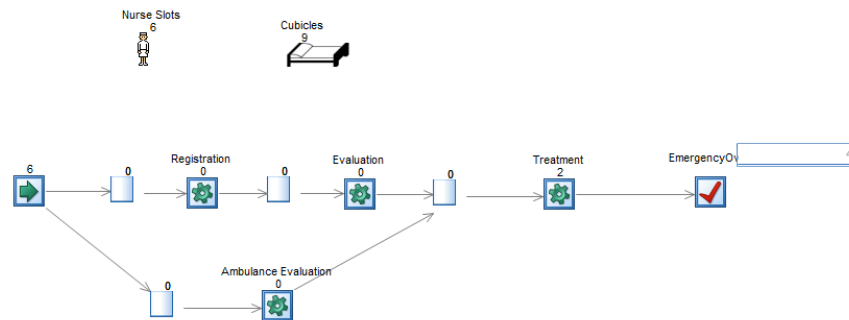 Nurse Slots
6
Cubicles
9
6
0
Registration
0
0
Evaluation
0
0
Treatment
2
EmergencyOv
0
Ambulance Evaluation
0